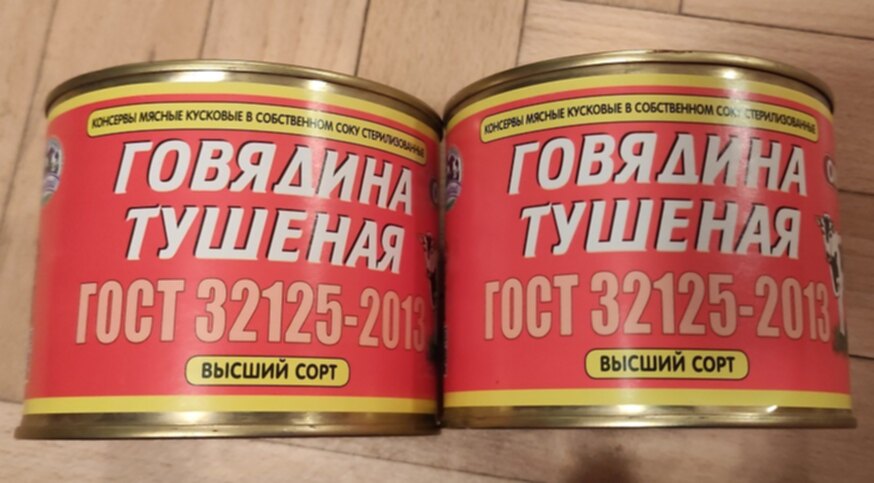 КОНСЕРВЫ МЯСНЫЕ КУСКОВЫЕ В СОБСТВЕННОМ СОКУ СТЕРИЛИЗОВАННЫЕ
ГОВЯДИНА
ТУШЕНАЯ
ГОСТ 32125-2013
ВЫСШИЙ СОРТ
КОНСЕРВЫ МЯСНЫЕ КУСКОВЫЕ В СОБСТВЕННОМ СОКУ СТЕРИЛИЗОВАННЫЕ
ГОВЯДИНА
ТУШЕНАЯ
ГОСТ 32125-2013
ВЫСШИЙ СОРТ